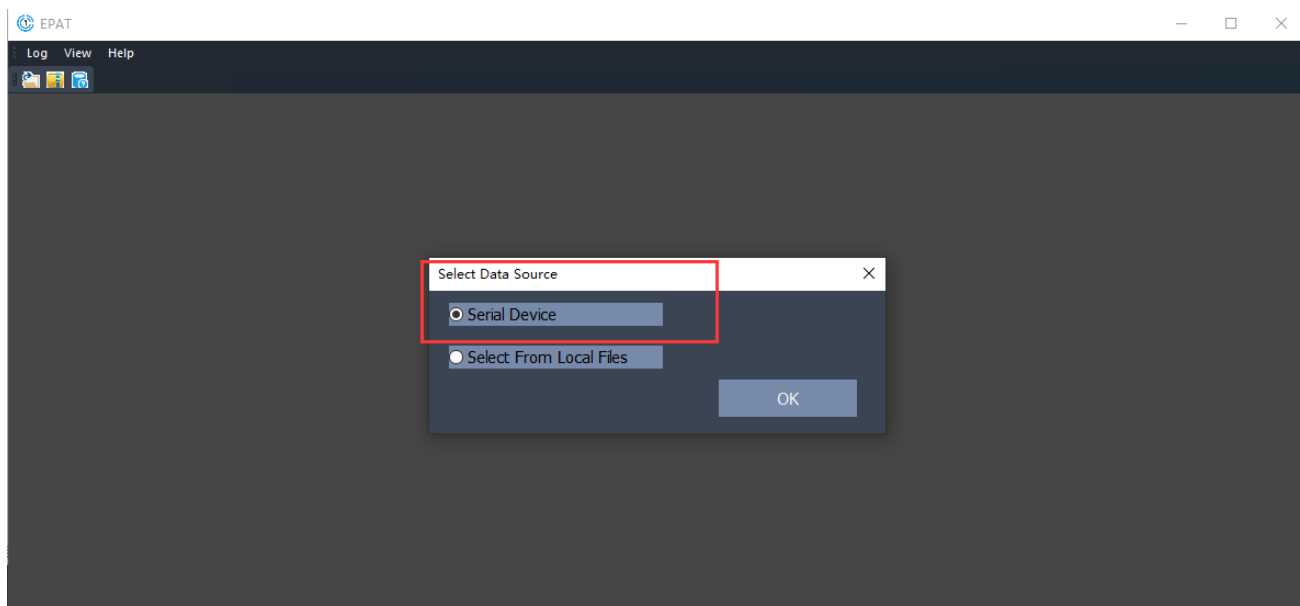 EPAT
Log View Help
Select Data Source
Serial Device
Select From Local Files
OK